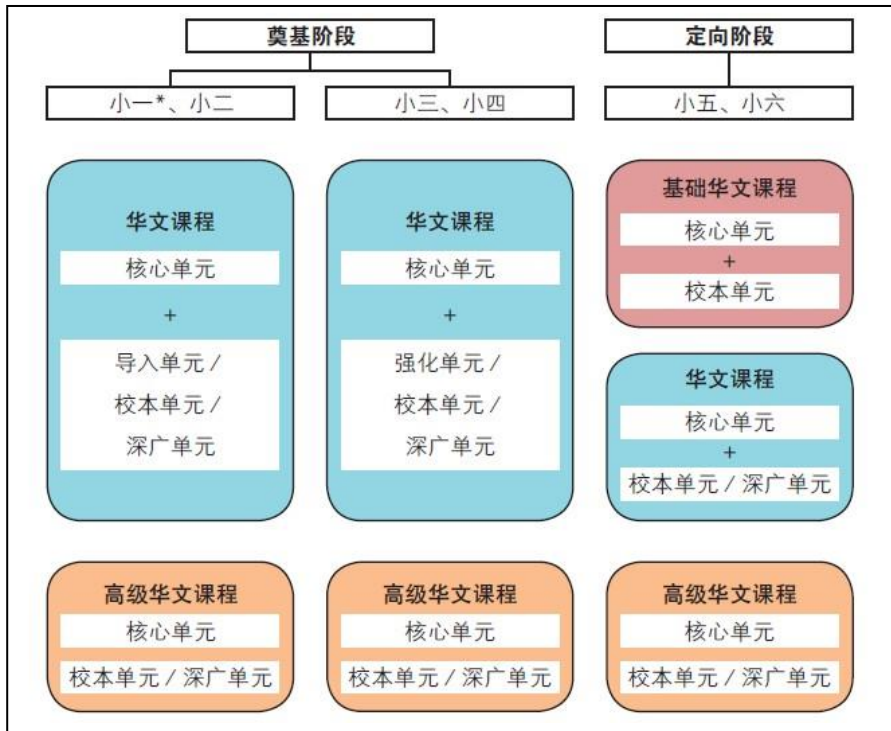 奠基阶段
定向阶段
小一*、小二
小三、小四
小五、小六
华文课程
核心单元
+
导入单元 /
校本单元 /
深广单元
华文课程
核心单元
+
强化单元 /
校本单元 /
深广单元
基础华文课程
核心单元
+
校本单元
华文课程
核心单元
+
校本单元 / 深广单元
高级华文课程
核心单元
校本单元 / 深广单元
高级华文课程
核心单元
校本单元 / 深广单元
高级华文课程
核心单元
校本单元 / 深广单元